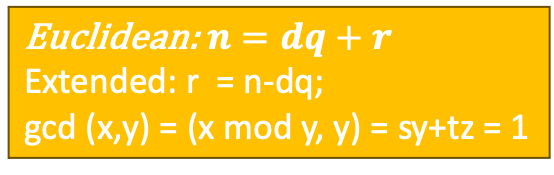 Euclidean: n = dq + r
Extended: r = n-dq;
gcd (x,y) = (x mod y, y) = sy+tz = 1